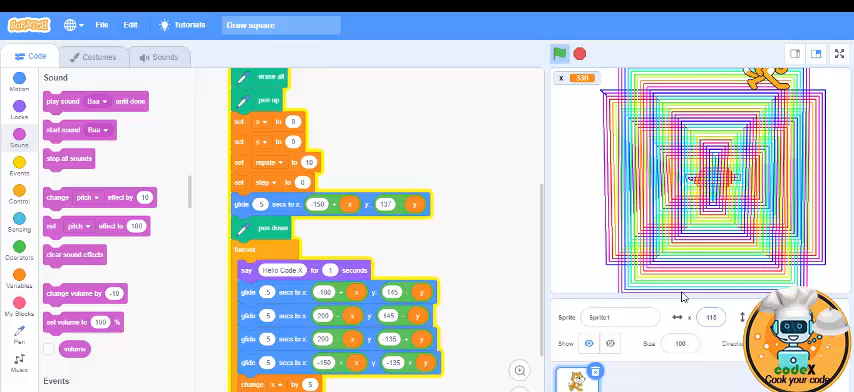 SCRATCH File Edit Tutorials Draw square
Code Costumes Sounds
Motion
Looks
Sound
Events
Control
Sensing
Operators
Variables
My Blocks
Pen
Music
Sound
play sound Baa until done
start sound Baa
stop all sounds
change pitch effect by 10
set pitch effect to 100
clear sound effects
change volume by -10
set volume to 100 %
volume
Events
erase all
pen up
set x to 0
set y to 0
set repate to 10
set step to 0
glide .5 secs to x: -150 + x y: 137 - y
pen down
forever
say Hello Code X for 1 seconds
glide .5 secs to x: -160 + x y: 145 - y
glide .5 secs to x: 200 - x y: 145 - y
glide .5 secs to x: 200 - x y: -135 + y
glide .5 secs to x: -150 + x y: -135 + y
change x by 5
x 330
Sprite Sprite1 x 115
Show Size 100 Direction
codeX
Cook your code